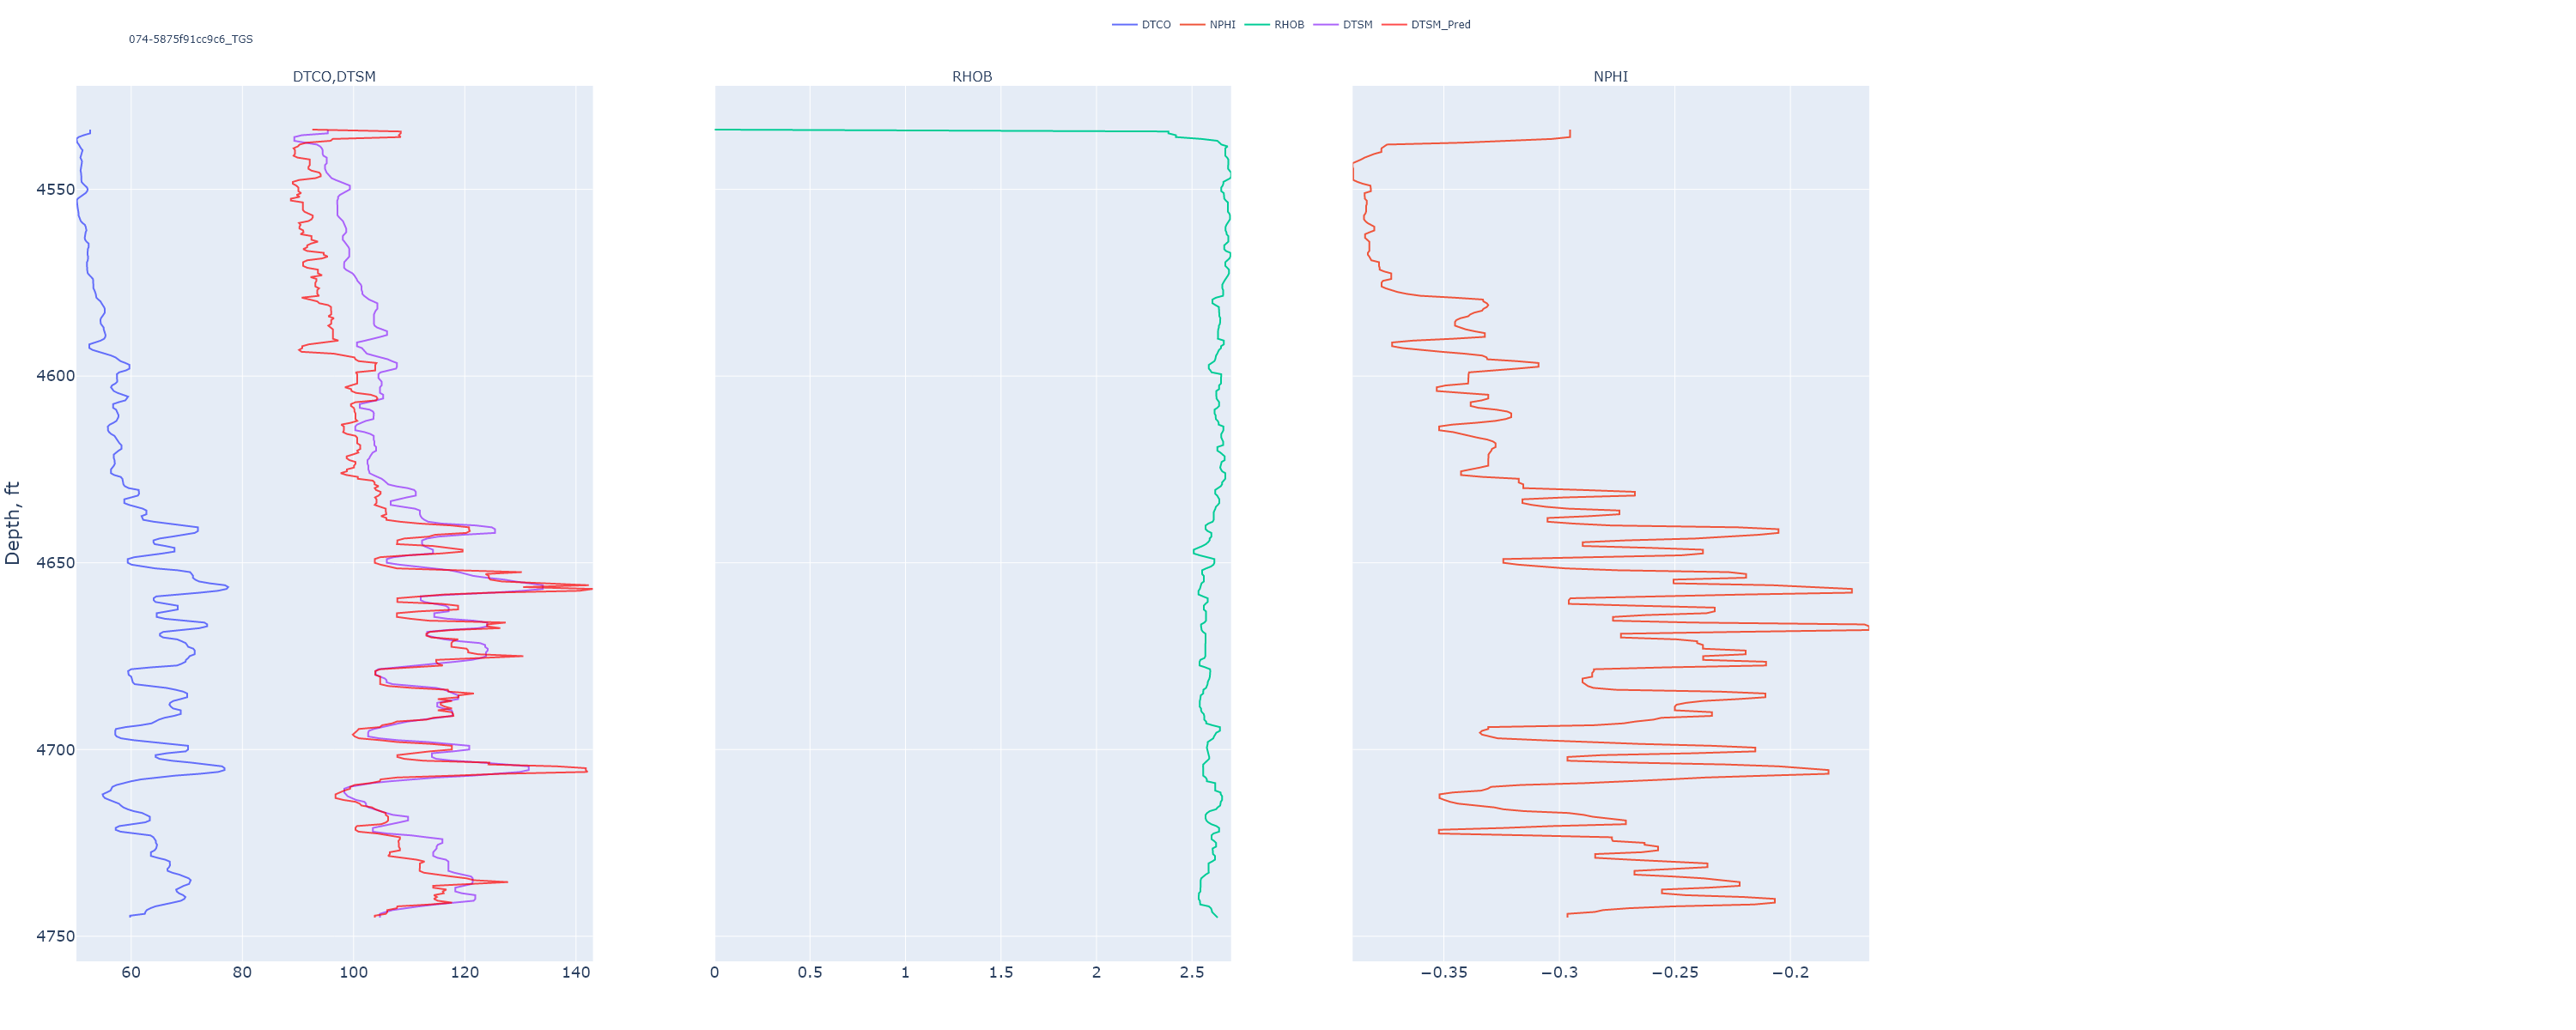 DTCO NPHI RHOB DTSM DTSM_Pred
074-5875f91cc9c6_TGS
DTCO,DTSM RHOB NPHI
4550
4600
4650
Depth, ft
4700
4750
60 80 100 120 140 0 0.5 1 1.5 2 2.5 −0.35 −0.3 −0.25 −0.2